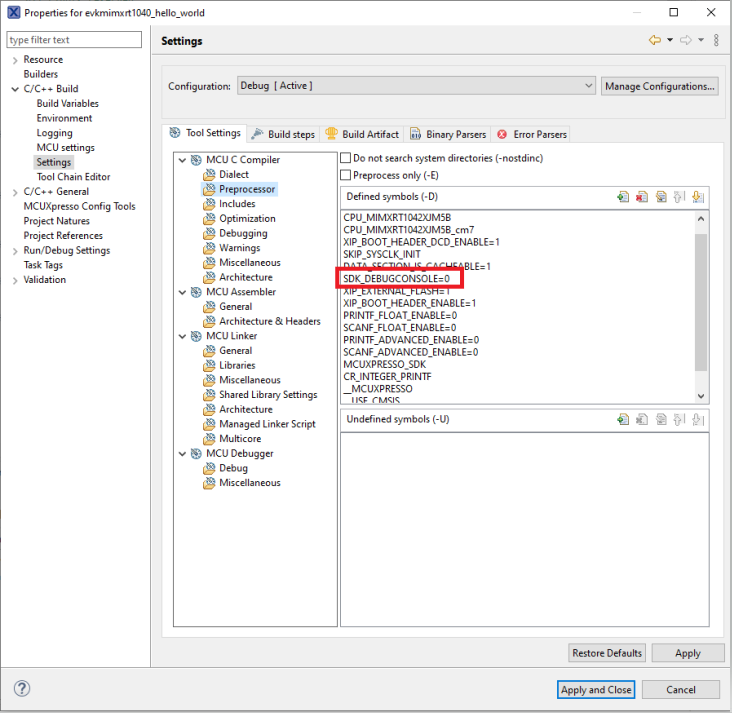 Properties for evkmimxrt1040_hello_world
type filter text
Resource
Builders
C/C++ Build
Build Variables
Environment
Logging
MCU settings
Settings
Tool Chain Editor
C/C++ General
MCUXpresso Config Tools
Project Natures
Project References
Run/Debug Settings
Task Tags
Validation
Settings
Configuration:
Debug [ Active ]
Manage Configurations...
Tool Settings
Build steps
Build Artifact
Binary Parsers
Error Parsers
MCU C Compiler
Dialect
Preprocessor
Includes
Optimization
Debugging
Warnings
Miscellaneous
Architecture
MCU Assembler
General
Architecture & Headers
MCU Linker
General
Libraries
Miscellaneous
Shared Library Settings
Architecture
Managed Linker Script
Multicore
MCU Debugger
Debug
Miscellaneous
Do not search system directories (-nostdinc)
Preprocess only (-E)
Defined symbols (-D)
CPU_MIMXRT1042XJM5B
CPU_MIMXRT1042XJM5B_cm7
XIP_BOOT_HEADER_DCD_ENABLE=1
SKIP_SYSCLK_INIT
DATA_SECTION_IS_CACHEABLE=1
SDK_DEBUGCONSOLE=0
XIP_EXTERNAL_FLASH=1
XIP_BOOT_HEADER_ENABLE=1
PRINTF_FLOAT_ENABLE=0
SCANF_FLOAT_ENABLE=0
PRINTF_ADVANCED_ENABLE=0
SCANF_ADVANCED_ENABLE=0
MCUXPRESSO_SDK
CR_INTEGER_PRINTF
__MCUXPRESSO
__USE_CMSIS
Undefined symbols (-U)
Restore Defaults
Apply
Apply and Close
Cancel